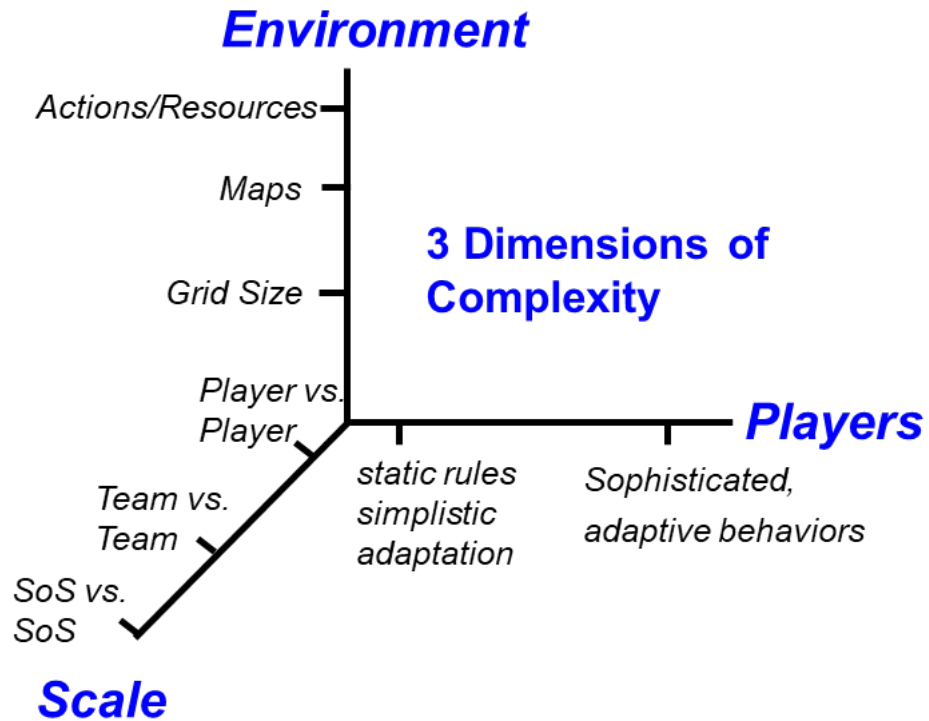 Environment
Actions/Resources
Maps
3 Dimensions of
Complexity
Grid Size
Player vs.
Player
Players
static rules
simplistic
adaptation
Sophisticated,
adaptive behaviors
Team vs.
Team
SoS vs.
SoS
Scale